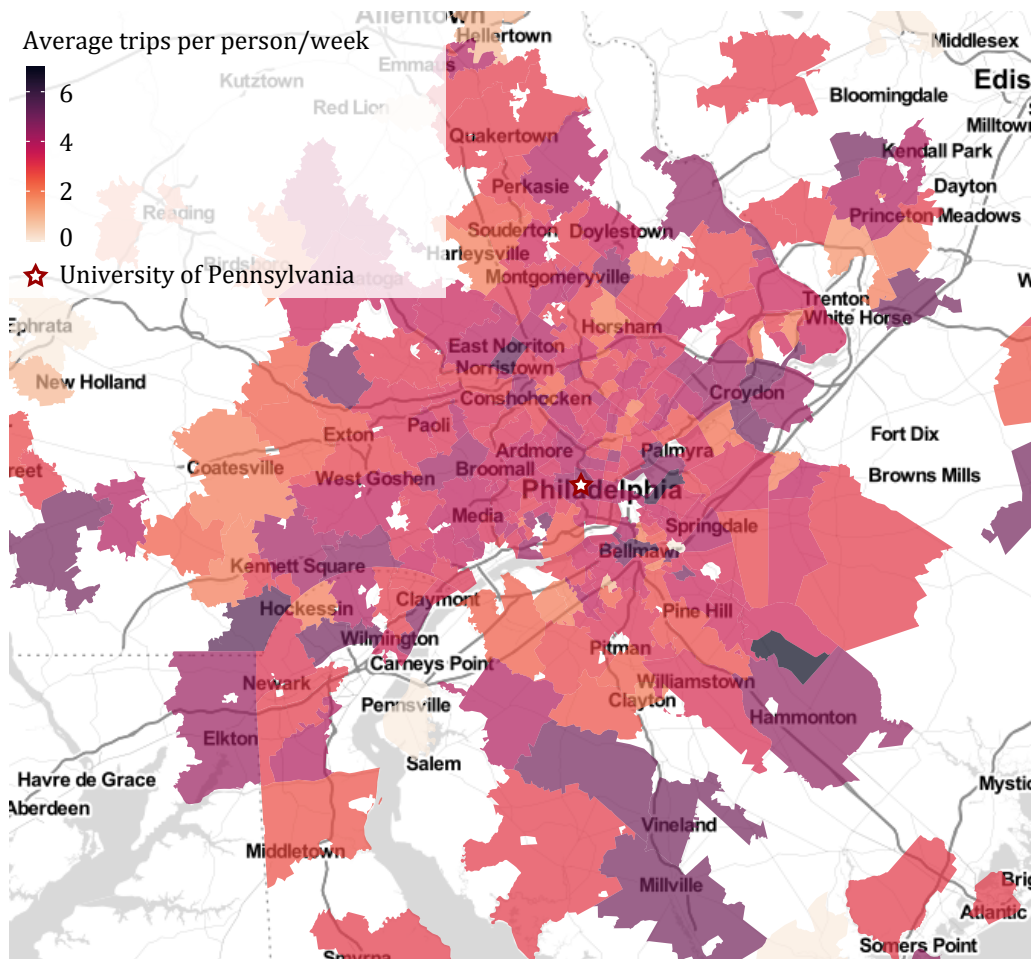 Allentown
Average trips per person/week
Hellertown
Middlesex
Emmaus
Kutztown
Edis
6
Red Lion
Bloomingdale
Milltown
4
Quakertown
Kendall Park
2
Perkasie
Dayton
Reading
Princeton Meadows
0
Souderton
Doylestown
Harleysville
University of Pennsylvania
Montgomeryville
Trenton
White Horse
Ephrata
Horsham
East Norriton
Norristown
New Holland
Croydon
Conshohocken
Paoli
Exton
Fort Dix
Ardmore
Palmyra
Coatesville
Broomall
reet
West Goshen
Browns Mills
Philadelphia
Media
Springdale
Bellmawr
Kennett Square
Claymont
Hockessin
Pine Hill
Wilmington
Pitman
Carneys Point
Newark
Williamstown
Pennsville
Clayton
Hammonton
Elkton
Salem
Havre de Grace
Mystic
Aberdeen
Vineland
Middletown
Millville
Brig
Atlantic
Somers Point
Smyrna